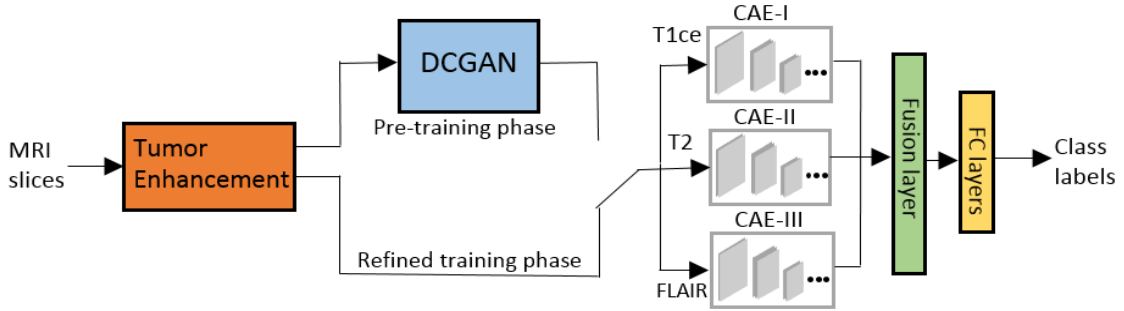 MRI
slices
Tumor
Enhancement
DCGAN
Pre-training phase
Refined training phase
T1ce
T2
FLAIR
CAE-I
CAE-II
CAE-III
Fusion layer
FC layers
Class
labels